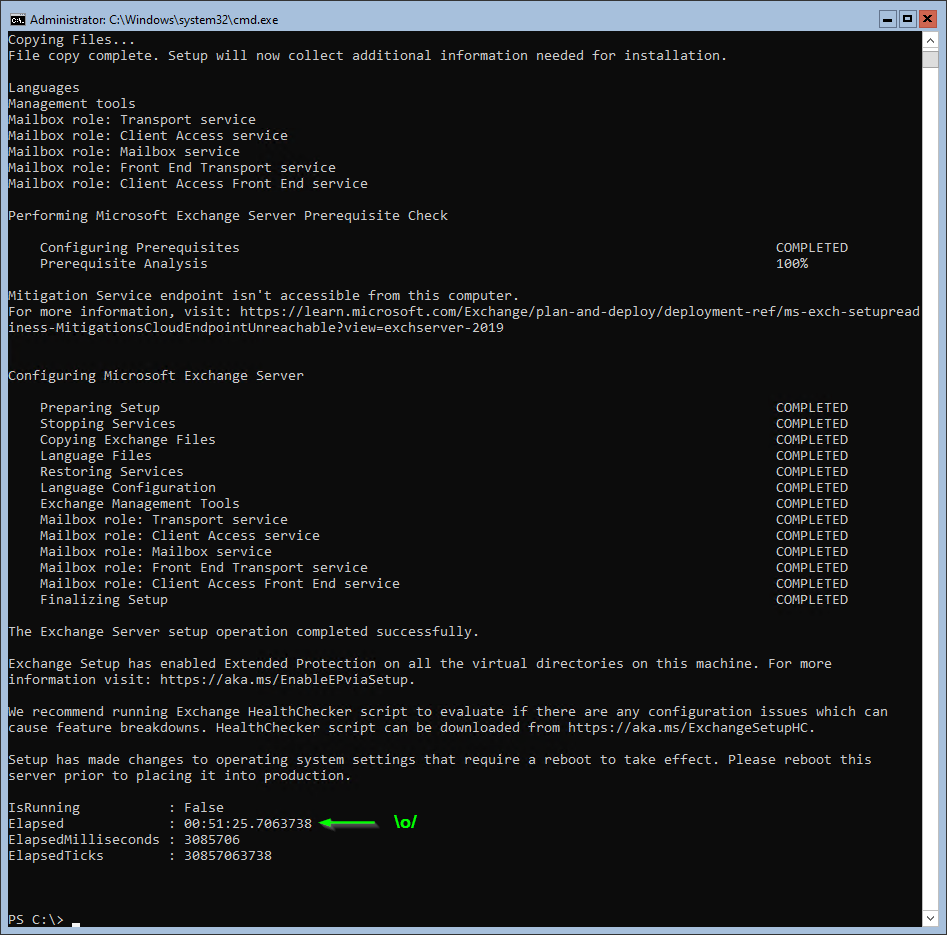 Administrator: C:\Windows\system32\cmd.exe
Copying Files...
File copy complete. Setup will now collect additional information needed for installation.
Languages
Management tools
Mailbox role: Transport service
Mailbox role: Client Access service
Mailbox role: Mailbox service
Mailbox role: Front End Transport service
Mailbox role: Client Access Front End service
Performing Microsoft Exchange Server Prerequisite Check
Configuring Prerequisites COMPLETED
Prerequisite Analysis 100%
Mitigation Service endpoint isn't accessible from this computer.
For more information, visit: https://learn.microsoft.com/Exchange/plan-and-deploy/deployment-ref/ms-exch-setupread
iness-MitigationsCloudEndpointUnreachable?view=exchserver-2019
Configuring Microsoft Exchange Server
Preparing Setup COMPLETED
Stopping Services COMPLETED
Copying Exchange Files COMPLETED
Language Files COMPLETED
Restoring Services COMPLETED
Language Configuration COMPLETED
Exchange Management Tools COMPLETED
Mailbox role: Transport service COMPLETED
Mailbox role: Client Access service COMPLETED
Mailbox role: Mailbox service COMPLETED
Mailbox role: Front End Transport service COMPLETED
Mailbox role: Client Access Front End service COMPLETED
Finalizing Setup COMPLETED
The Exchange Server setup operation completed successfully.
Exchange Setup has enabled Extended Protection on all the virtual directories on this machine. For more
information visit: https://aka.ms/EnableEPviaSetup.
We recommend running Exchange HealthChecker script to evaluate if there are any configuration issues which can
cause feature breakdowns. HealthChecker script can be downloaded from https://aka.ms/ExchangeSetupHC.
Setup has made changes to operating system settings that require a reboot to take effect. Please reboot this
server prior to placing it into production.
IsRunning : False
Elapsed : 00:51:25.7063738 \o/
ElapsedMilliseconds : 3085706
ElapsedTicks : 30857063738
PS C:\> _